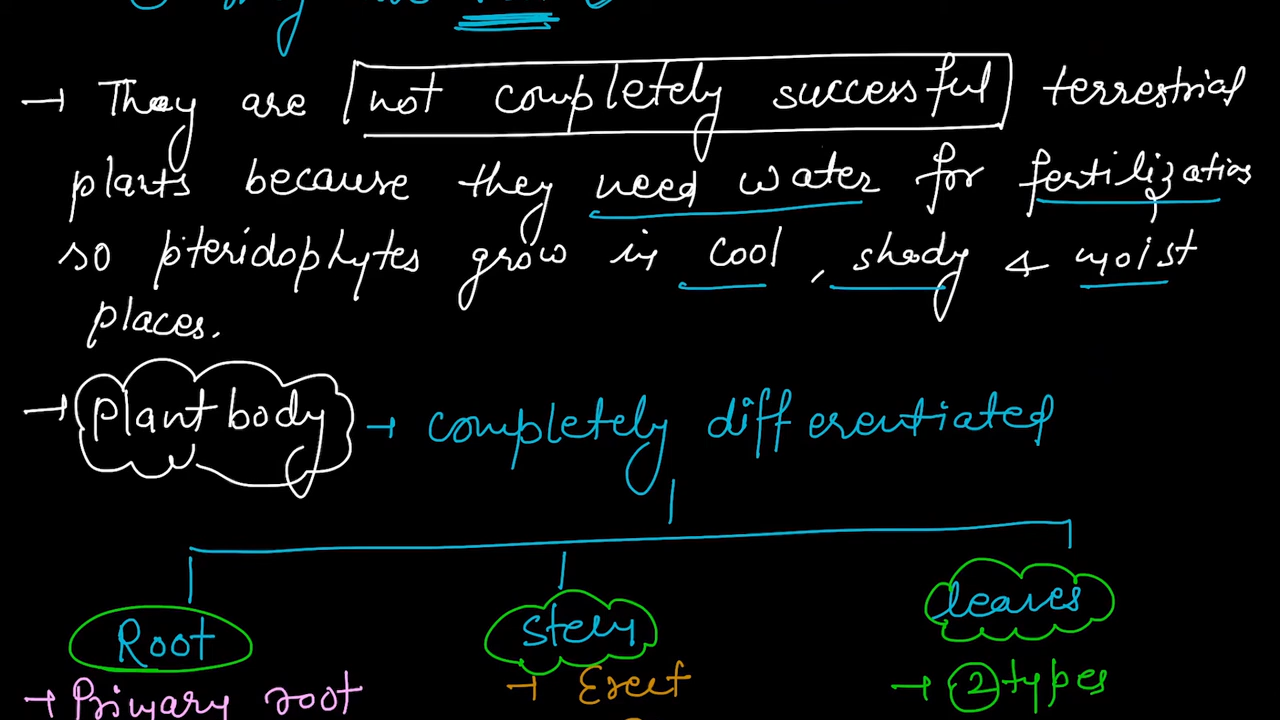 → They are not completely successful terrestrial
plants because they need water for fertilization
so pteridophytes grow in cool, shady & moist
places.
→ Plant body → completely differentiated
Root Stem leaves
→ Primary root → Erect → 2 types